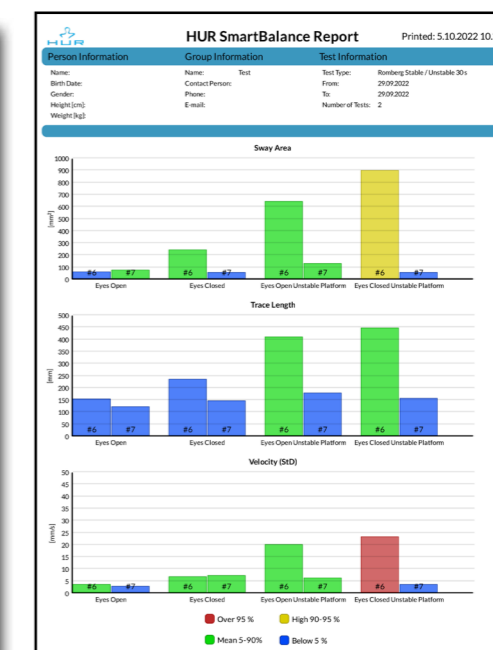 HUR
HUR SmartBalance Report
Printed: 5.10.2022 10.
Person Information Group Information Test Information
Name: Name: Test Test Type: Romberg Stable / Unstable 30s
Birth Date: Contact Person: From: 29.09.2022
Gender: Phone: To: 29.09.2022
Height [cm]: E-mail: Number of Tests: 2
Weight [kg]:
Sway Area
1000
900
800
700
600
500
400
300
200
100
0
[mm²]
#6 #7 #6 #7 #6 #7 #6 #7
Eyes Open Eyes Closed Eyes Open Unstable Platform Eyes Closed Unstable Platform
Trace Length
500
450
400
350
300
250
200
150
100
50
0
[mm]
#6 #7 #6 #7 #6 #7 #6 #7
Eyes Open Eyes Closed Eyes Open Unstable Platform Eyes Closed Unstable Platform
Velocity (StD)
50
45
40
35
30
25
20
15
10
5
0
[mm/s]
#6 #7 #6 #7 #6 #7 #6 #7
Eyes Open Eyes Closed Eyes Open Unstable Platform Eyes Closed Unstable Platform
Over 95 % High 90-95 %
Mean 5-90% Below 5 %